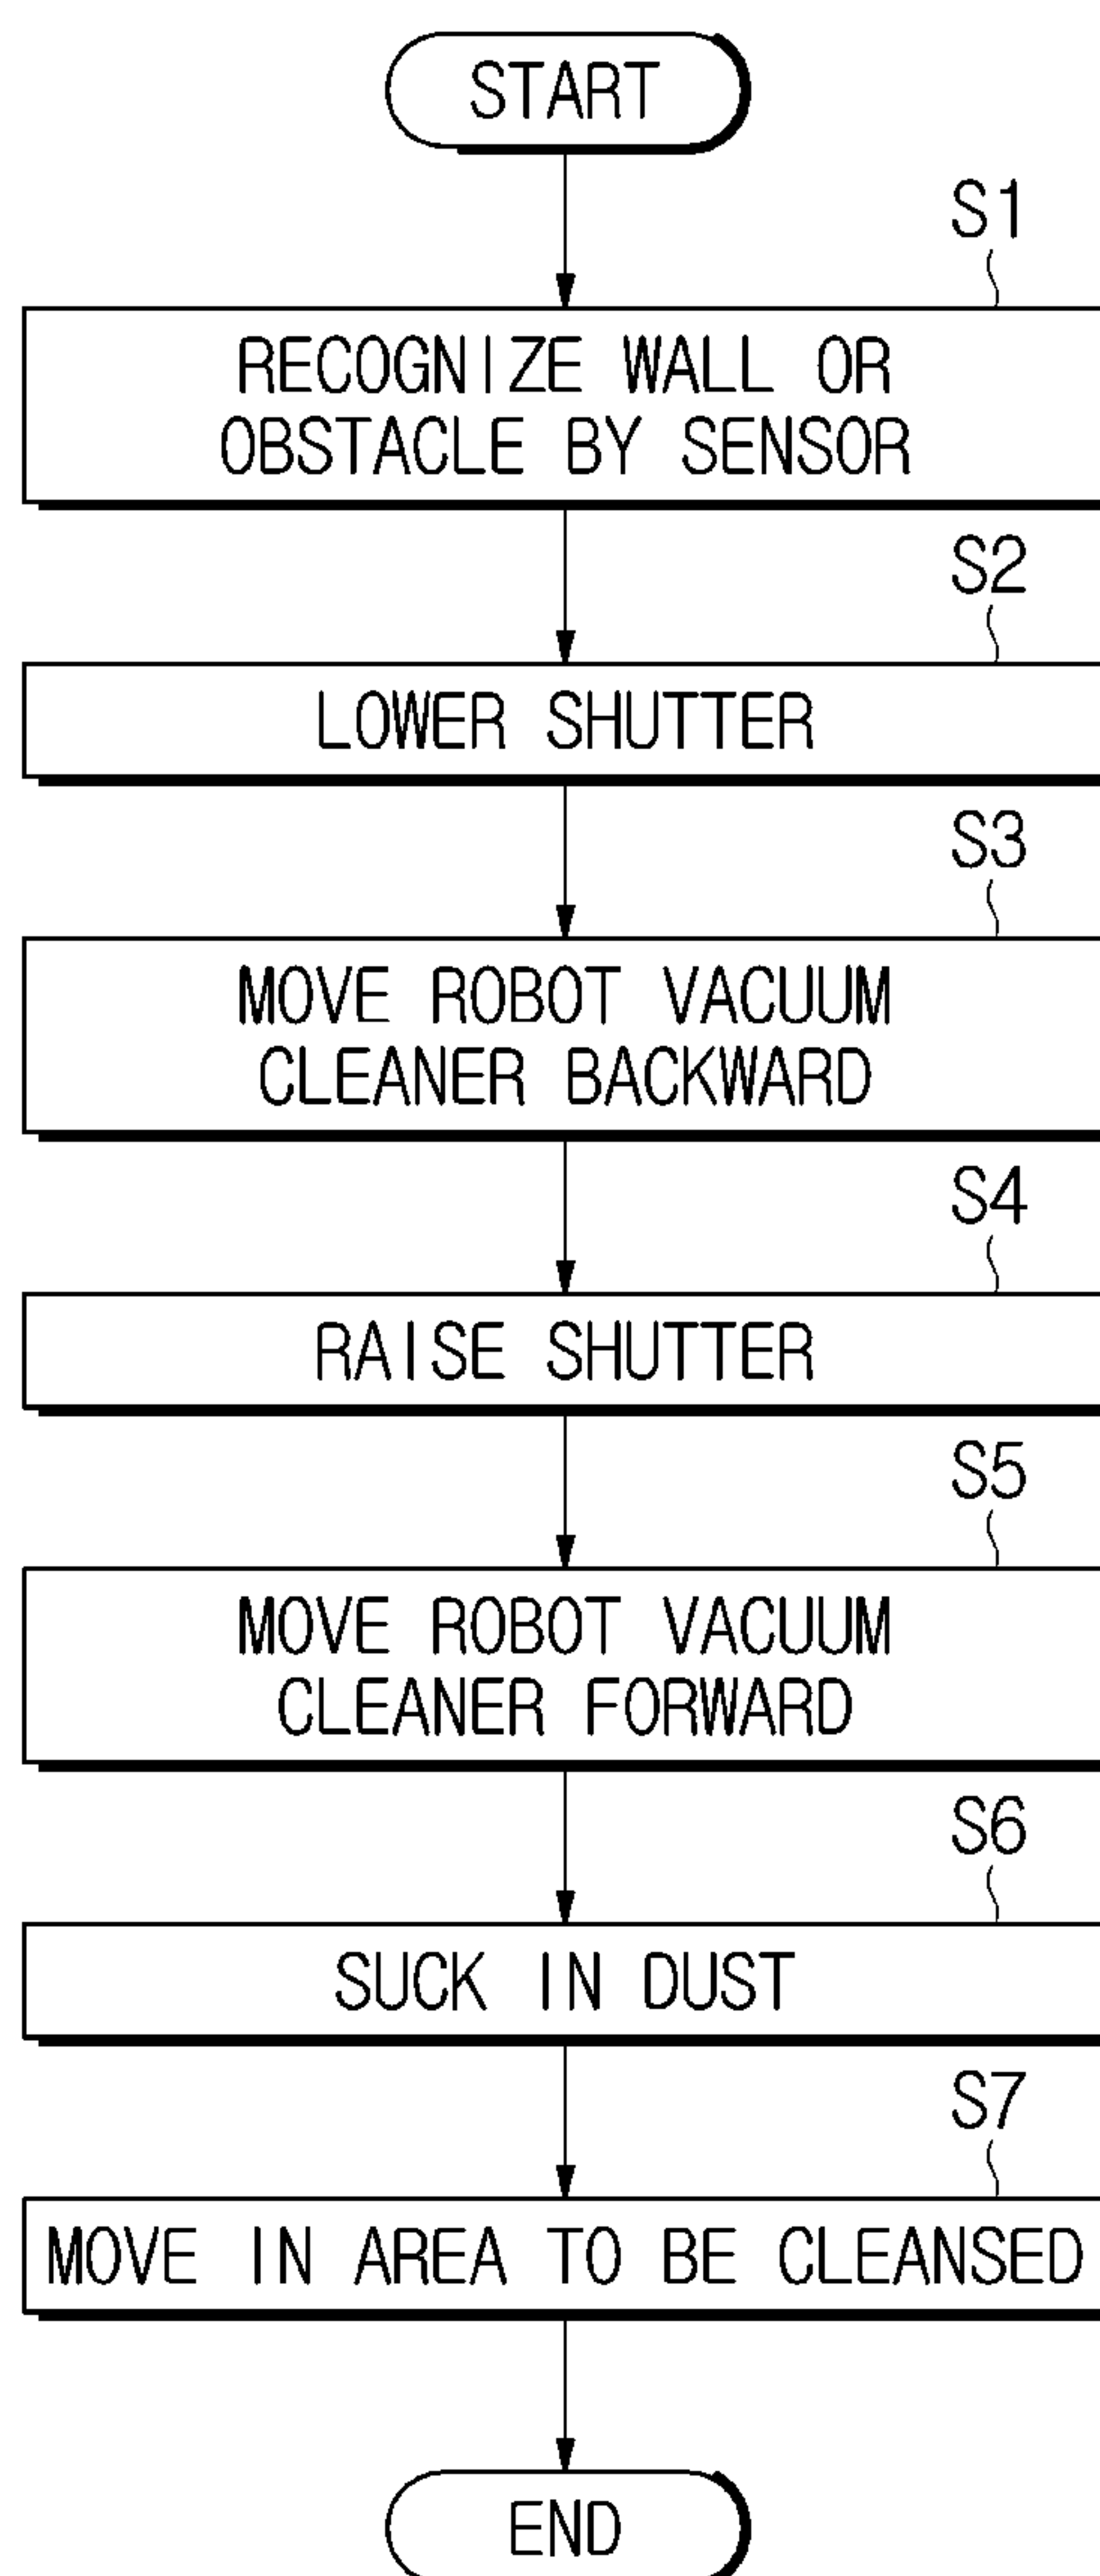 START
S1
RECOGNIZE WALL OR
OBSTACLE BY SENSOR
S2
LOWER SHUTTER
S3
MOVE ROBOT VACUUM
CLEANER BACKWARD
S4
RAISE SHUTTER
S5
MOVE ROBOT VACUUM
CLEANER FORWARD
S6
SUCK IN DUST
S7
MOVE IN AREA TO BE CLEANSED
END